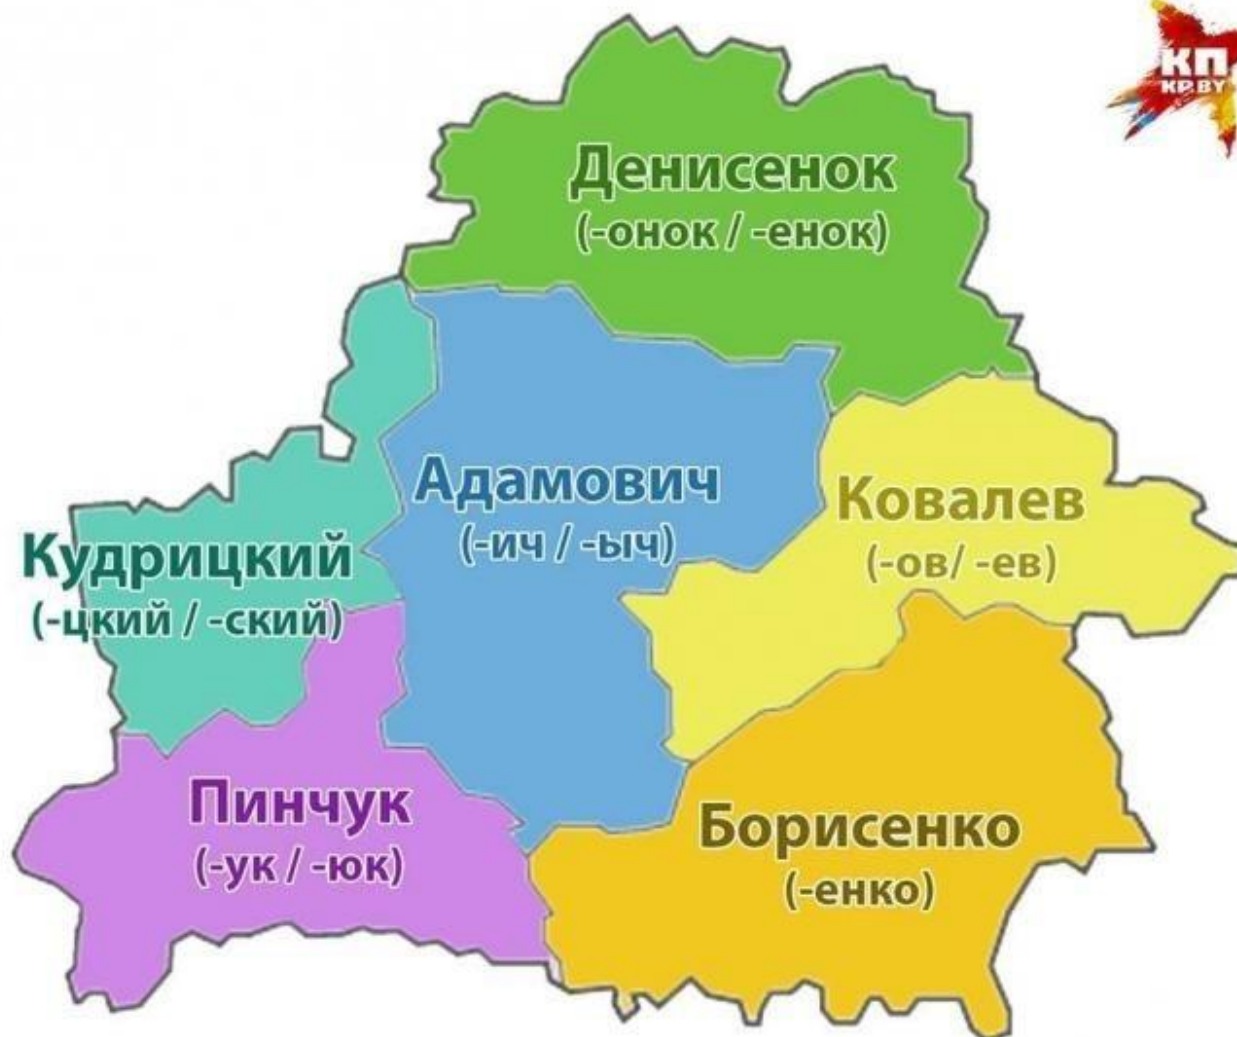 КП
KP.BY
Денисенок
(-онок / -енок)
Адамович
(-ич / -ыч)
Ковалев
(-ов/ -ев)
Кудрицкий
(-цкий / -ский)
Пинчук
(-ук / -юк)
Борисенко
(-енко)